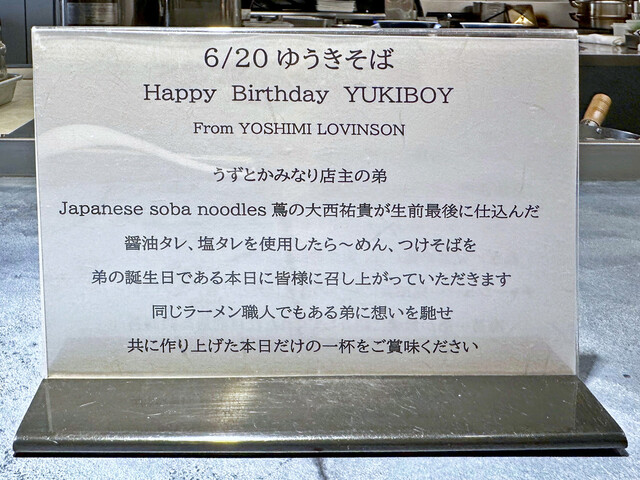 6/20 ゆうきそば
Happy Birthday YUKIBOY
From YOSHIMI LOVINSON
うずとかみなり店主の弟
Japanese soba noodles 蔦の大西祐貴が生前最後に仕込んだ
醤油タレ、塩タレを使用したら〜めん、つけそばを
弟の誕生日である本日に皆様に召し上がっていただきます
同じラーメン職人でもある弟に想いを馳せ
共に作り上げた本日だけの一杯をご賞味ください